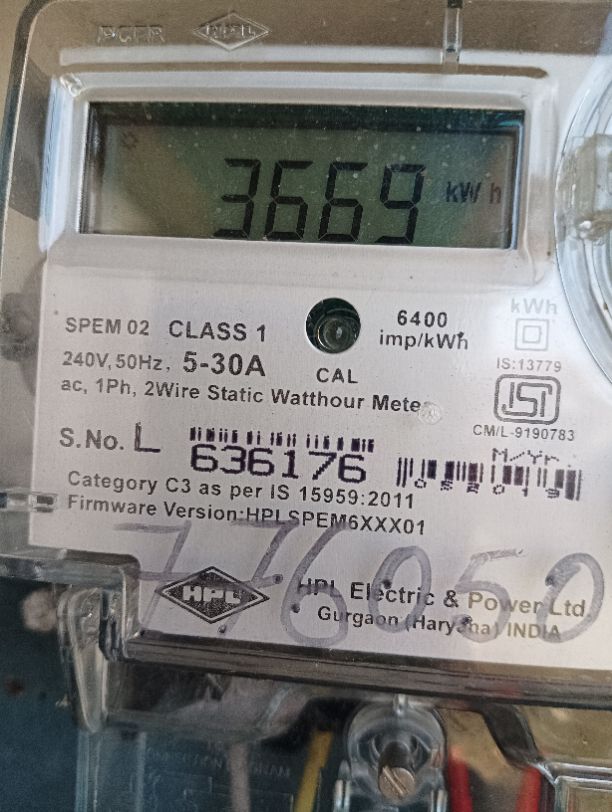 HPL
3669 kWh
SPEM 02 CLASS 1
6400
imp/kWh
kWh
240V, 50Hz, 5-30A
CAL
IS:13779
ac, 1Ph, 2Wire Static Watthour Meter
ISI
CM/L-9190783
S.No. L 636176
M/Yr.
Category C3 as per IS 15959:2011
Firmware Version:HPLSPEM6XXX01
776050
HPL
HPL Electric & Power Ltd
Gurgaon (Haryana) INDIA